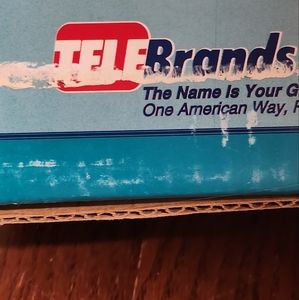 TELEBrands
The Name Is Your G
One American Way,